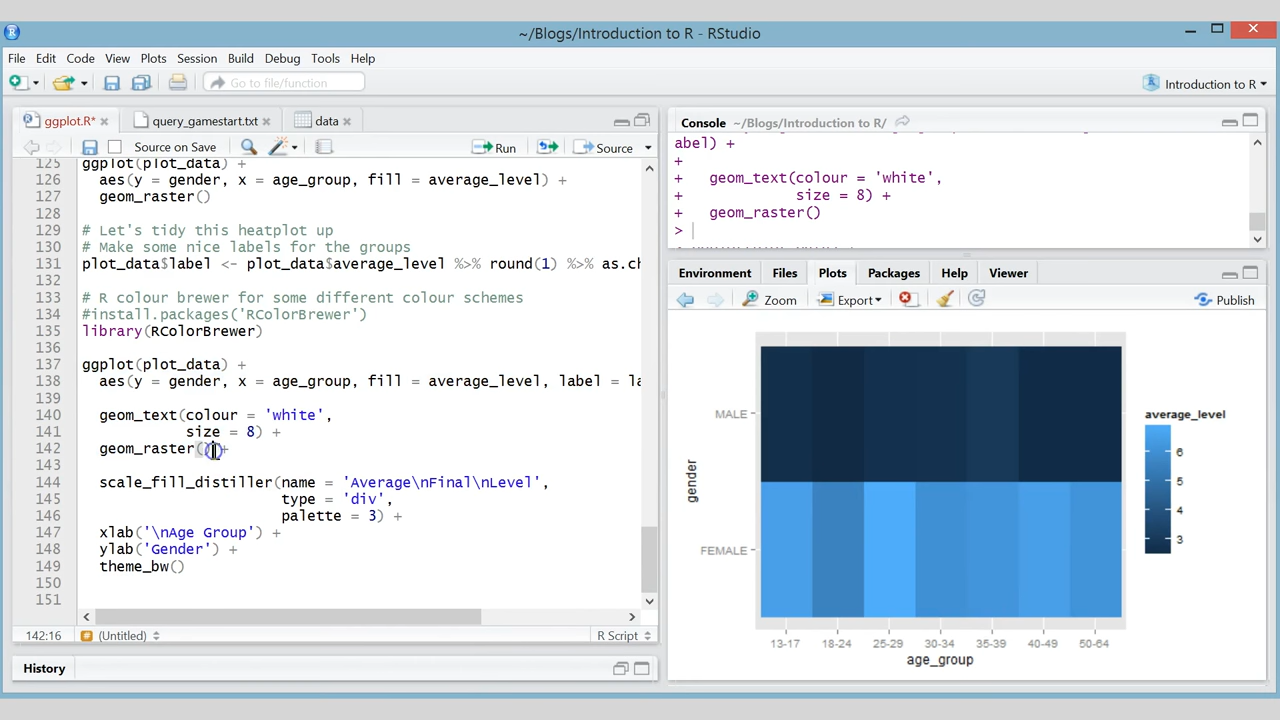 ~/Blogs/Introduction to R - RStudio
File Edit Code View Plots Session Build Debug Tools Help
Go to file/function
Introduction to R
ggplot.R* query_gamestart.txt data
Source on Save Run Source
125 ggplot(plot_data) +
126 aes(y = gender, x = age_group, fill = average_level) +
127 geom_raster()
128
129 # Let's tidy this heatplot up
130 # Make some nice labels for the groups
131 plot_data$label <- plot_data$average_level %>% round(1) %>% as.ch
132
133 # R colour brewer for some different colour schemes
134 #install.packages('RColorBrewer')
135 library(RColorBrewer)
136
137 ggplot(plot_data) +
138 aes(y = gender, x = age_group, fill = average_level, label = la
139
140 geom_text(colour = 'white',
141 size = 8) +
142 geom_raster() +
143
144 scale_fill_distiller(name = 'Average\nFinal\nLevel',
145 type = 'div',
146 palette = 3) +
147 xlab('\nAge Group') +
148 ylab('Gender') +
149 theme_bw()
150
151
142:16 (Untitled) R Script
History
Console ~/Blogs/Introduction to R/
abel) +
+
+ geom_text(colour = 'white',
+ size = 8) +
+ geom_raster()
>
Environment Files Plots Packages Help Viewer
Zoom Export Publish
MALE
FEMALE
gender
13-17 18-24 25-29 30-34 35-39 40-49 50-64
age_group
average_level
6
5
4
3